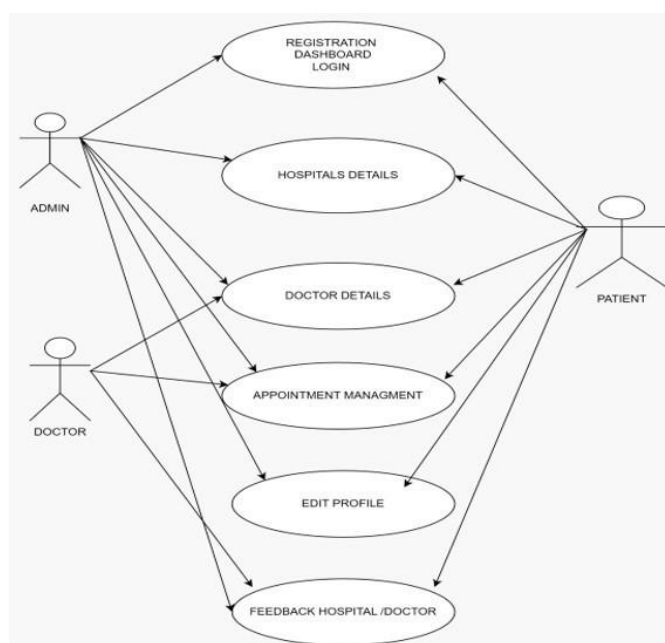 REGISTRATION
DASHBOARD
LOGIN
HOSPITALS DETAILS
ADMIN
DOCTOR DETAILS
PATIENT
APPOINTMENT MANAGMENT
DOCTOR
EDIT PROFILE
FEEDBACK HOSPITAL /DOCTOR